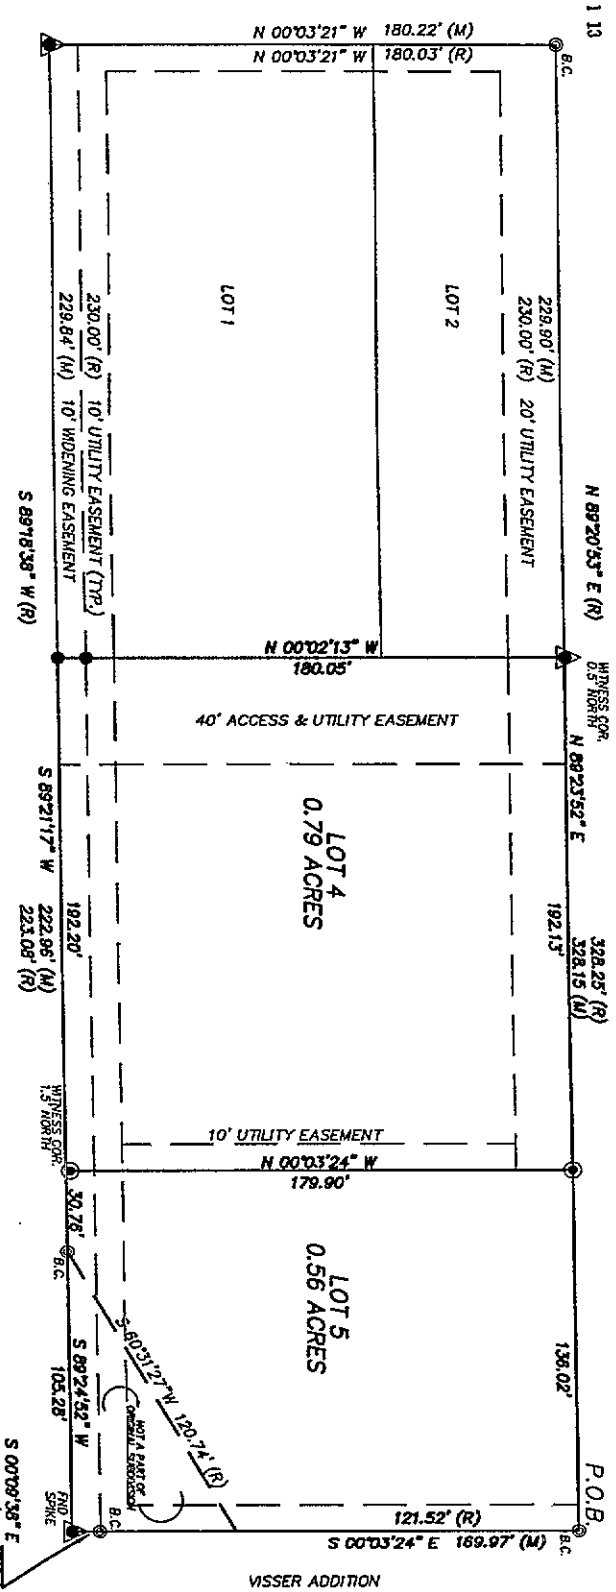 1 13
N 00°03'21" W 180.22' (M)
N 00°03'21" W 180.03' (R)
B.C.
LOT 1
LOT 2
229.90' (M)
230.00' (R) 20' UTILITY EASEMENT
230.00' (R) 10' UTILITY EASEMENT (TYP.)
229.84' (M) 10' WIDENING EASEMENT
N 89°20'53" E (R)
S 89°18'38" W (R)
WITNESS COR.
0.5' NORTH
N 00°02'13" W
180.05'
40' ACCESS & UTILITY EASEMENT
N 89°23'52" E
328.25' (R)
328.15 (M)
192.13'
LOT 4
0.79 ACRES
S 89°21'17" W
192.20'
222.96' (M)
223.08' (R)
WITNESS COR.
1.5' NORTH
10' UTILITY EASEMENT
N 00°03'24" W
179.90'
30.78'
B.C.
LOT 5
0.56 ACRES
136.02'
S 60°31'27" W 120.74' (R)
NOT A PART OF
ORIGINAL SUBDIVISION
S 89°24'52" W
105.28'
P.O.B.
B.C.
121.52' (R)
S 00°03'24" E 169.97' (M)
B.C.
FND
SPIKE
S 00°09'38" E
VISSER ADDITION